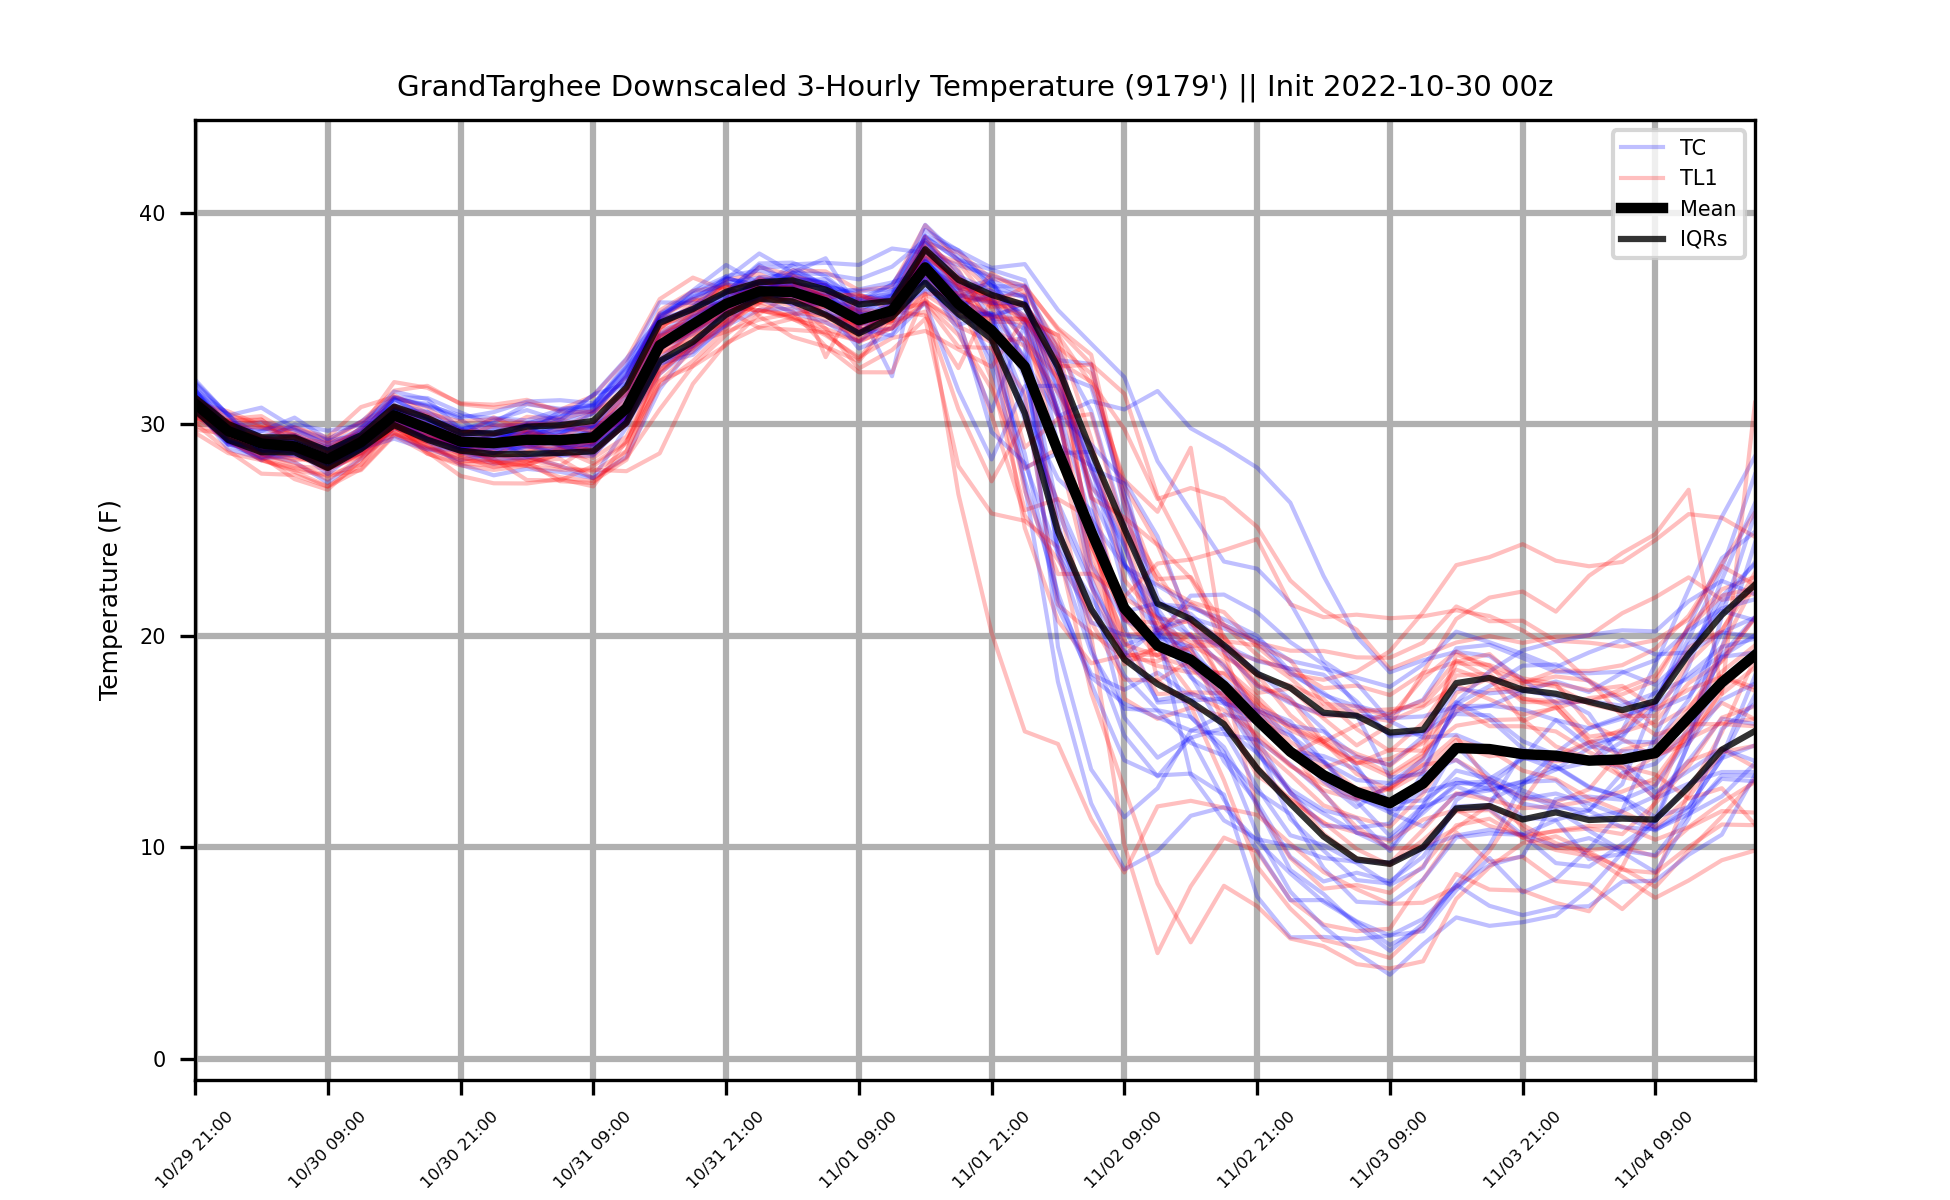 GrandTarghee Downscaled 3-Hourly Temperature (9179') || Init 2022-10-30 00z
TC
TL1
Mean
IQRs
Temperature (F)
40
30
20
10
0
10/29 21:00
10/30 09:00
10/30 21:00
10/31 09:00
10/31 21:00
11/01 09:00
11/01 21:00
11/02 09:00
11/02 21:00
11/03 09:00
11/03 21:00
11/04 09:00